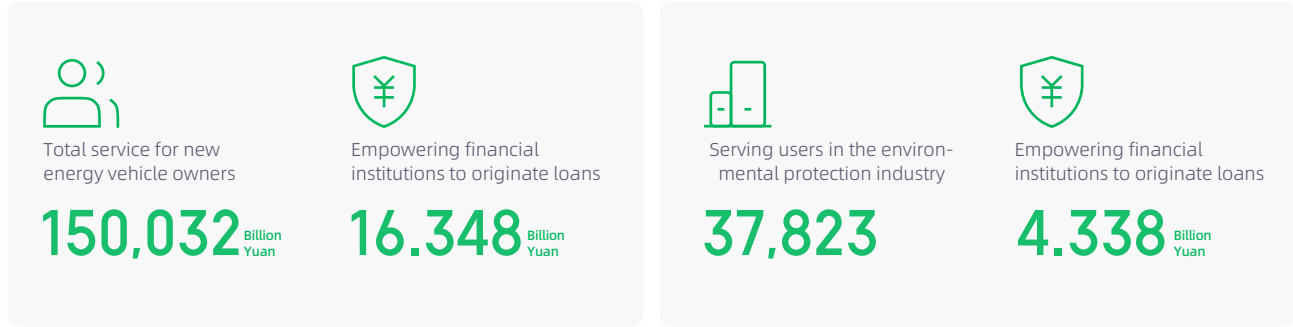 Total service for new
energy vehicle owners
150,032 Billion
Yuan
Empowering financial
institutions to originate loans
16.348 Billion
Yuan
Serving users in the environ-
mental protection industry
37,823
Empowering financial
institutions to originate loans
4.338 Billion
Yuan